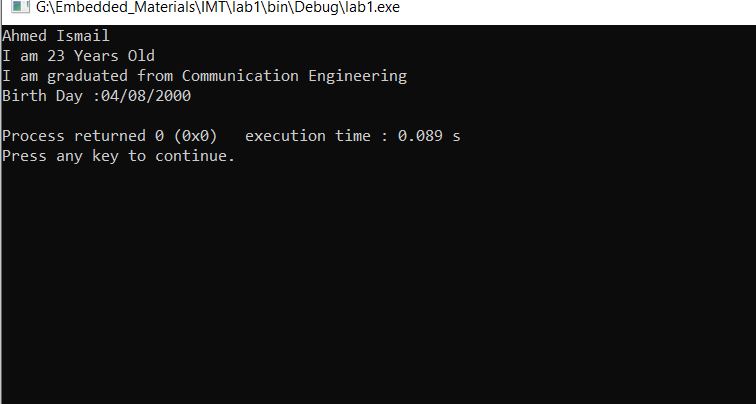 G:\Embedded_Materials\IMT\lab1\bin\Debug\lab1.exe
Ahmed Ismail
I am 23 Years Old
I am graduated from Communication Engineering
Birth Day :04/08/2000
Process returned 0 (0x0)   execution time : 0.089 s
Press any key to continue.